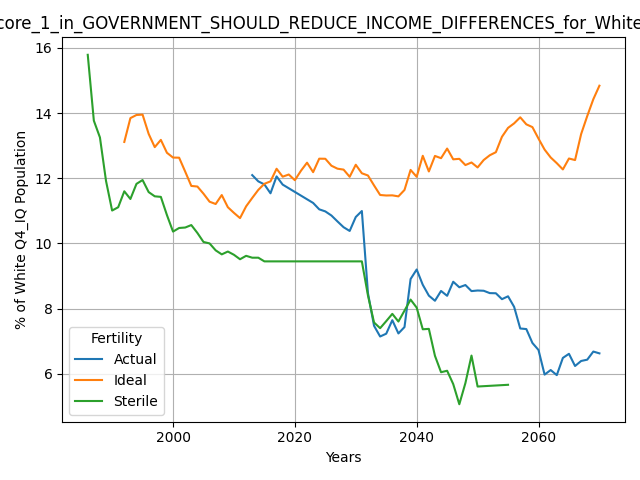 core_1_in_GOVERNMENT_SHOULD_REDUCE_INCOME_DIFFERENCES_for_White
% of White Q4_IQ Population
16
14
12
10
8
6
Fertility
Actual
Ideal
Sterile
2000
2020
2040
2060
Years